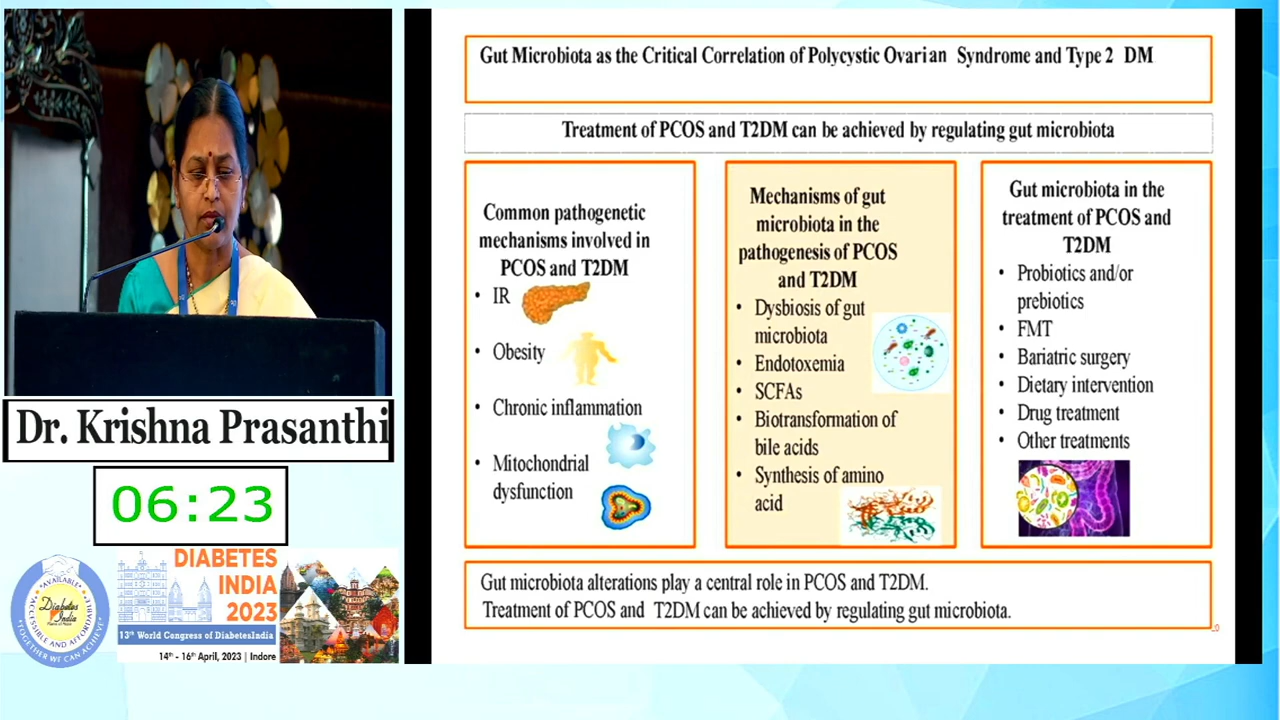 Dr. Krishna Prasanthi
06:23
AVAILABLE
ACCESSIBLE AND AFFORDABLE
Diabetes
India
TOGETHER WE CAN ACHIEVE
DIABETES
INDIA
2023
13th World Congress of DiabetesIndia
14th - 16th April, 2023 | Indore
Gut Microbiota as the Critical Correlation of Polycystic Ovarian Syndrome and Type 2 DM
Treatment of PCOS and T2DM can be achieved by regulating gut microbiota
Common pathogenetic
mechanisms involved in
PCOS and T2DM
• IR
• Obesity
• Chronic inflammation
• Mitochondrial
dysfunction
Mechanisms of gut
microbiota in the
pathogenesis of PCOS
and T2DM
• Dysbiosis of gut
microbiota
• Endotoxemia
• SCFAs
• Biotransformation of
bile acids
• Synthesis of amino
acid
Gut microbiota in the
treatment of PCOS and
T2DM
• Probiotics and/or
prebiotics
• FMT
• Bariatric surgery
• Dietary intervention
• Drug treatment
• Other treatments
Gut microbiota alterations play a central role in PCOS and T2DM.
Treatment of PCOS and T2DM can be achieved by regulating gut microbiota.